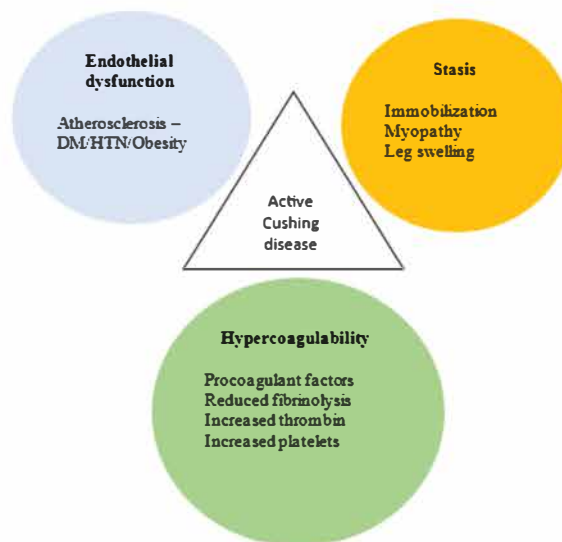 Endothelial
dysfunction
Atherosclerosis –
DM/HTN/Obesity
Stasis
Immobilization
Myopathy
Leg swelling
Active
Cushing
disease
Hypercoagulability
Procoagulant factors
Reduced fibrinolysis
Increased thrombin
Increased platelets